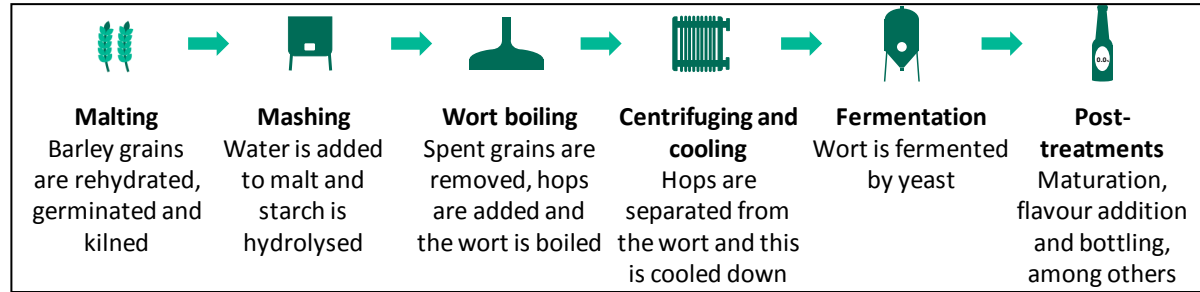 0.0%
Malting
Barley grains
are rehydrated,
germinated and
kilned
Mashing
Water is added
to malt and
starch is
hydrolysed
Wort boiling
Spent grains are
removed, hops
are added and
the wort is boiled
Centrifuging and
cooling
Hops are
separated from
the wort and this
is cooled down
Fermentation
Wort is fermented
by yeast
Post-
treatments
Maturation,
flavour addition
and bottling,
among others